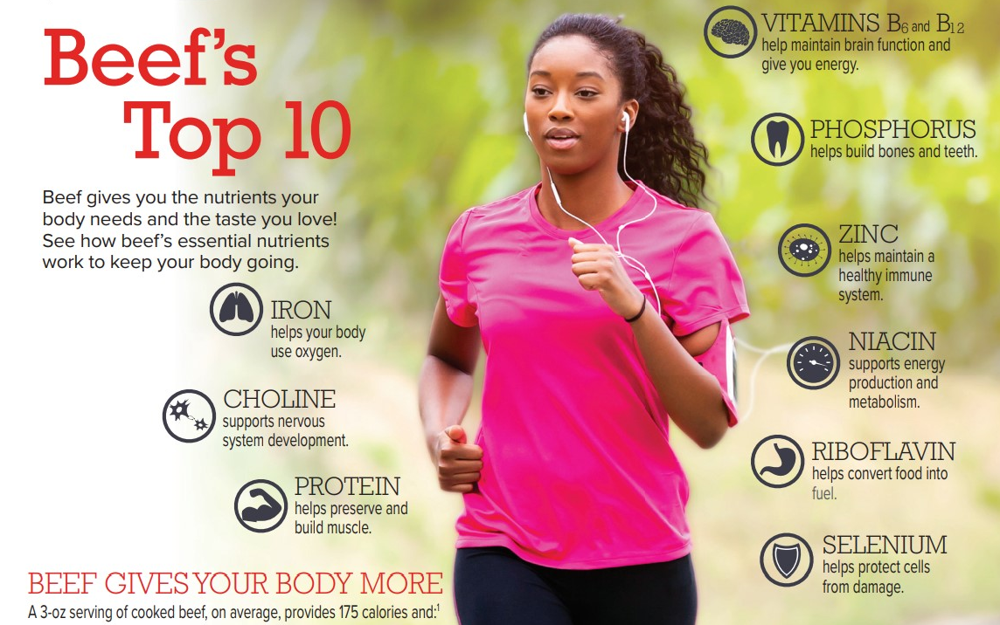 Beef's
Top 10
Beef gives you the nutrients your
body needs and the taste you love!
See how beef's essential nutrients
work to keep your body going.
IRON
helps your body
use oxygen.
CHOLINE
supports nervous
system development.
PROTEIN
helps preserve and
build muscle.
VITAMINS B6 and B12
help maintain brain function and
give you energy.
PHOSPHORUS
helps build bones and teeth.
ZINC
helps maintain a
healthy immune
system.
NIACIN
supports energy
production and
metabolism.
RIBOFLAVIN
helps convert food into
fuel.
SELENIUM
helps protect cells
from damage.
BEEF GIVES YOUR BODY MORE
A 3-oz serving of cooked beef, on average, provides 175 calories and:1